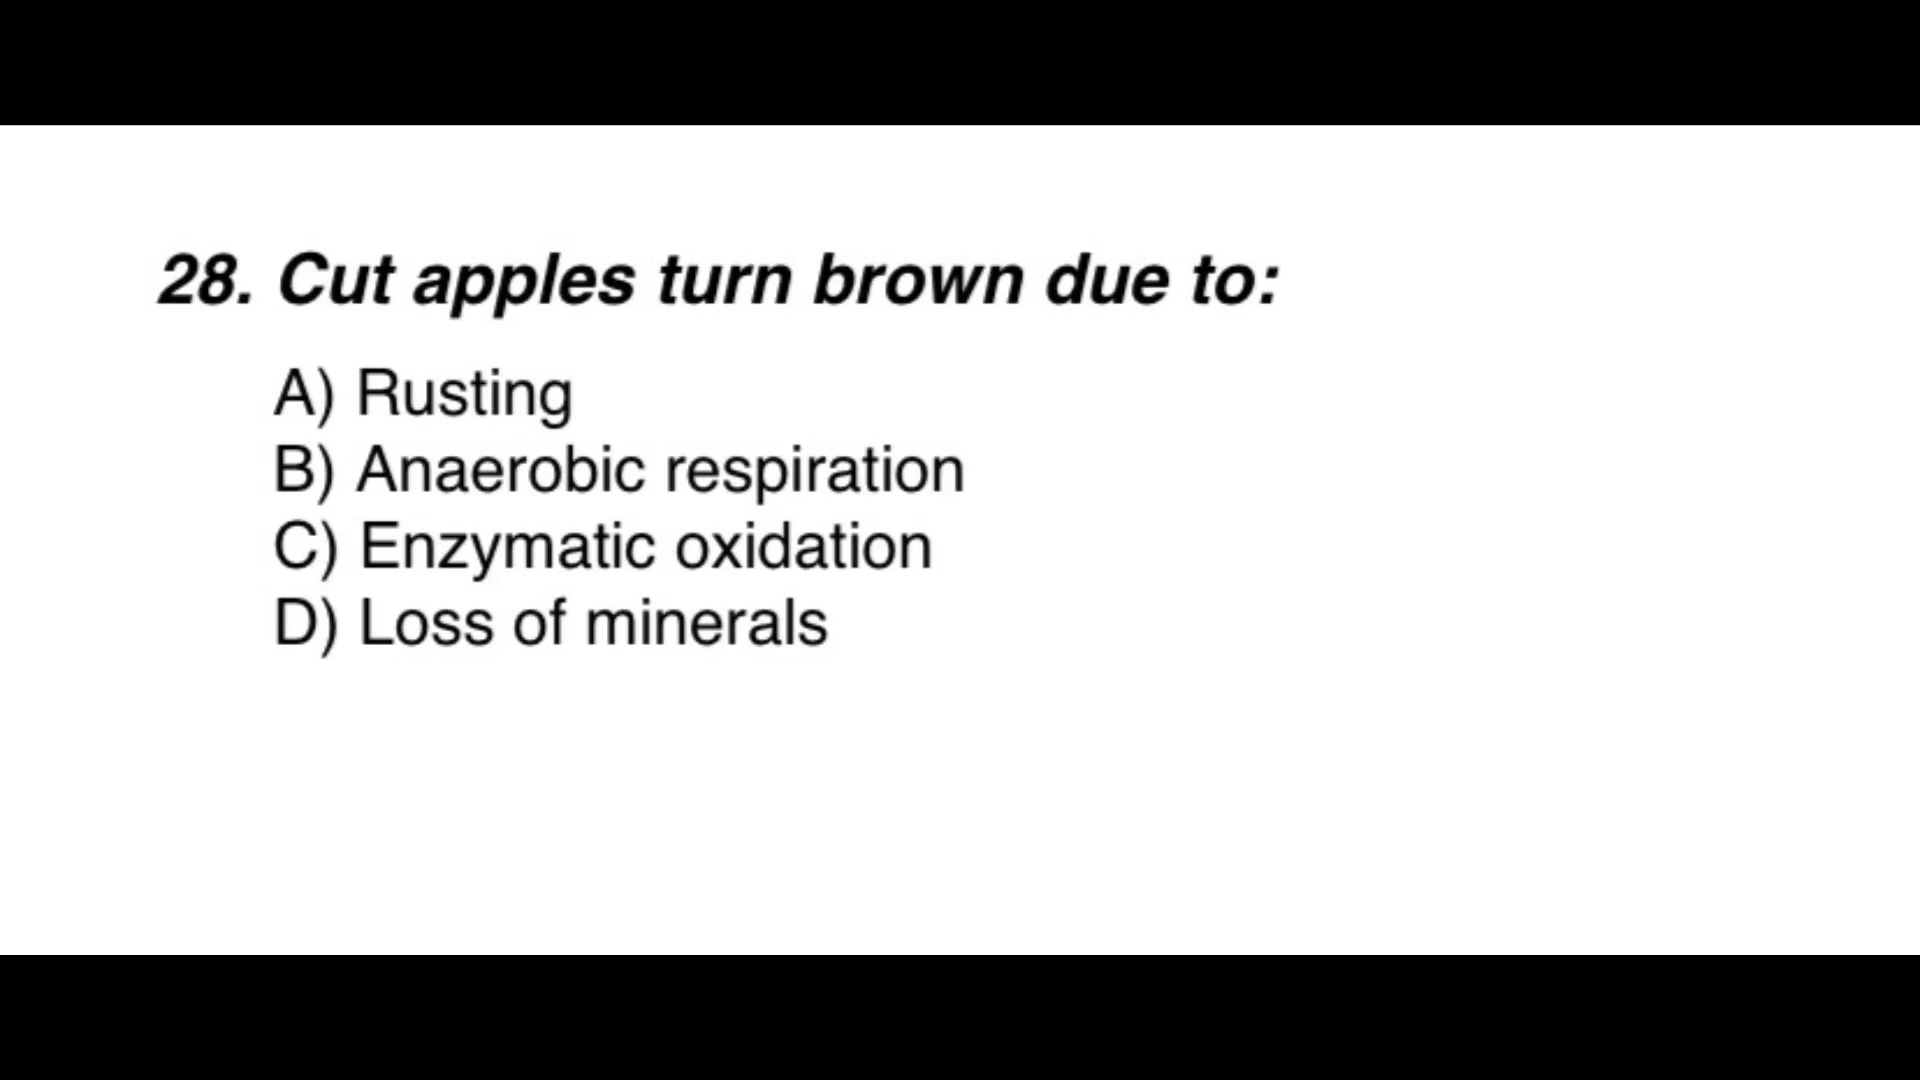 28. Cut apples turn brown due to:
A) Rusting
B) Anaerobic respiration
C) Enzymatic oxidation
D) Loss of minerals